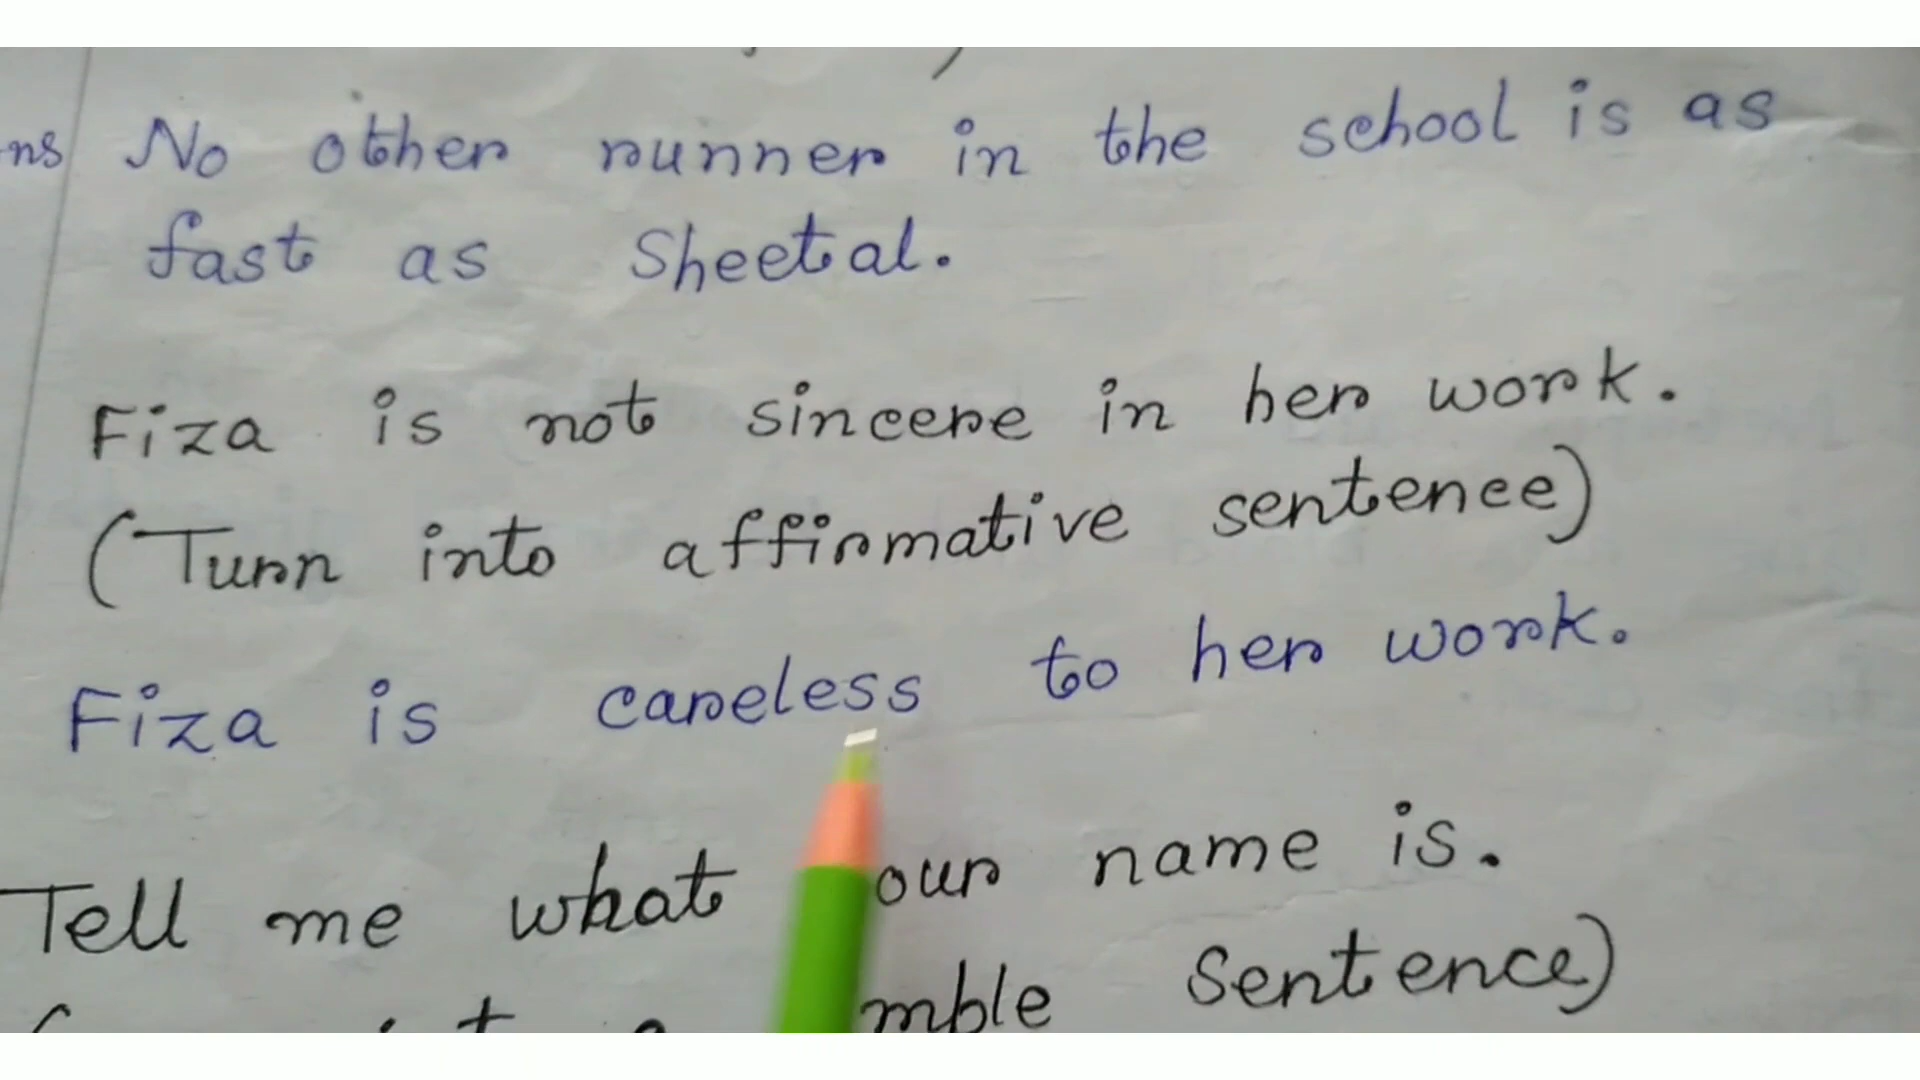 ns No other runner in the school is as
fast as Sheetal.
Fiza is not sincere in her work.
(Turn into affirmative sentence)
Fiza is careless to her work.
Tell me what our name is.
mple Sentence)